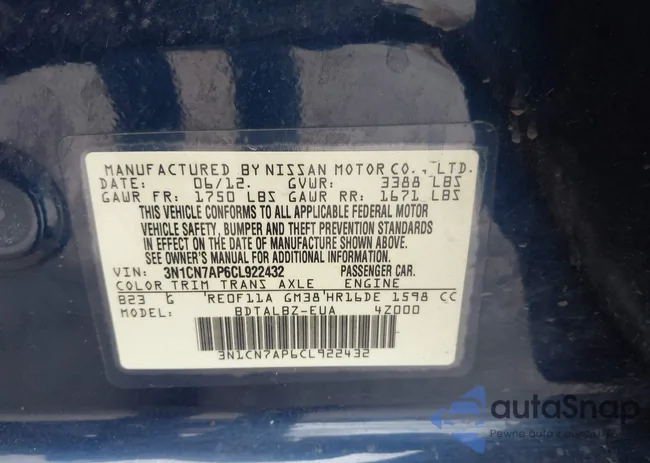 MANUFACTURED BY NISSAN MOTOR CO., LTD.
DATE: 06/12. GVWR: 3388 LBS
GAWR FR: 1750 LBS GAWR RR: 1671 LBS
THIS VEHICLE CONFORMS TO ALL APPLICABLE FEDERAL MOTOR
VEHICLE SAFETY, BUMPER AND THEFT PREVENTION STANDARDS
IN EFFECT ON THE DATE OF MANUFACTURE SHOWN ABOVE.
SEE OWNER'S MANUAL FOR ADDITIONAL INFORMATION
VIN: 3N1CN7AP6CL922432 PASSENGER CAR.
COLOR TRIM TRANS AXLE ENGINE
B23 G RE0F11A GM38 HR16DE 1598 CC
MODEL: BDTALBZ-EUA 4Z000
3N1CN7AP6CL922432
autaSnap
Pewne auta z